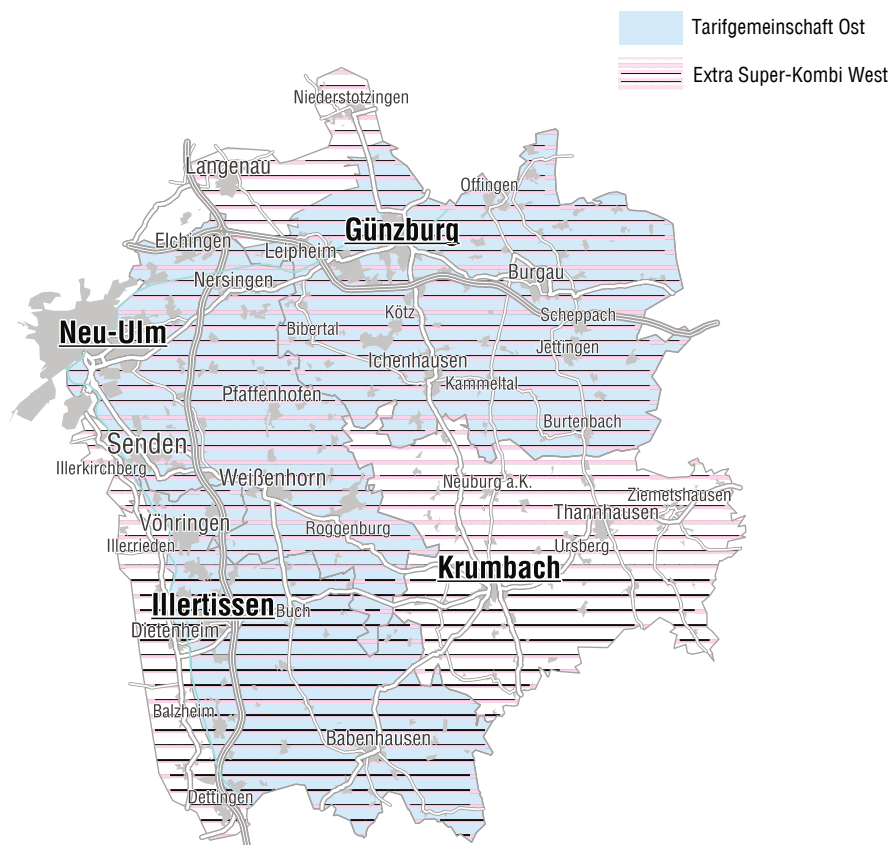 Tarifgemeinschaft Ost
Extra Super-Kombi West
Niederstotzingen
Langenau
Offingen
Günzburg
Elchingen
Leipheim
Nersingen
Burgau
Kötz
Scheppach
Neu-Ulm
Bibertal
Jettingen
Ichenhausen
Kammeltal
Pfaffenhofen
Burtenbach
Senden
Illerkirchberg
Weißenhorn
Neuburg a.K.
Ziemetshausen
Thannhausen
Vöhringen
Roggenburg
Illerrieden
Ursberg
Krumbach
Illertissen
Buch
Dietenheim
Balzheim
Babenhausen
Dettingen